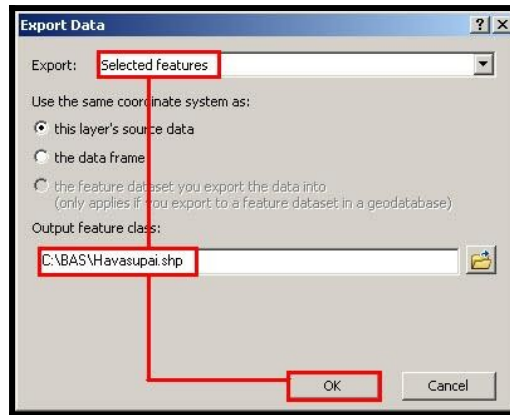 Export Data
Export: Selected features
Use the same coordinate system as:
this layer's source data
the data frame
the feature dataset you export the data into
(only applies if you export to a feature dataset in a geodatabase)
Output feature class:
C:\BAS\Havasupai.shp
OK Cancel